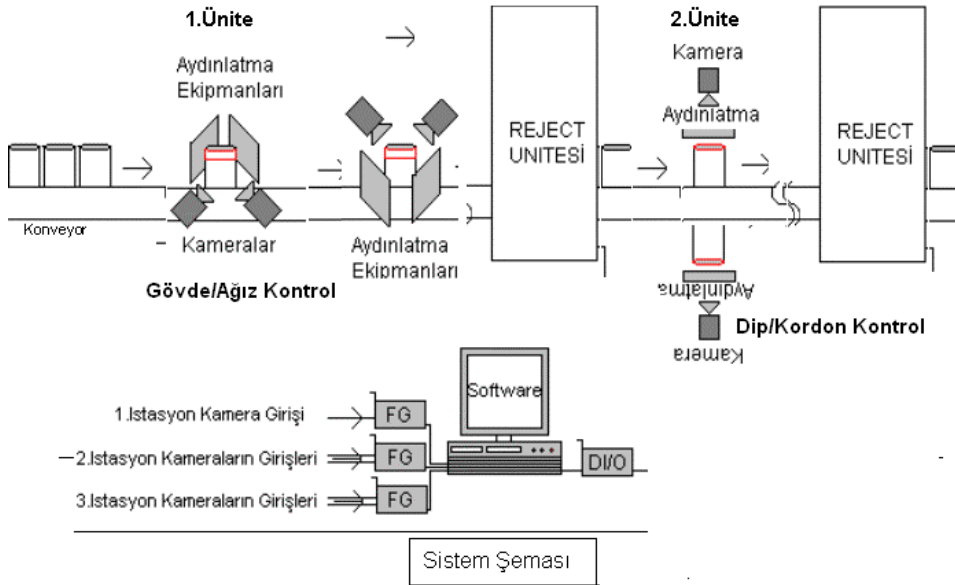 1.Ünite
Aydınlatma
Ekipmanları
Konveyor
Kameralar
Gövde/Ağız Kontrol
Aydınlatma
Ekipmanları
REJECT
UNITESİ
2.Ünite
Kamera
Aydınlatma
Aydınlatma
Kamera
Dip/Kordon Kontrol
REJECT
UNITESİ
Software
1.Istasyon Kamera Girişi
FG
2.Istasyon Kameraların Girişleri
FG
3.Istasyon Kameraların Girişleri
FG
DI/O
Sistem Şeması